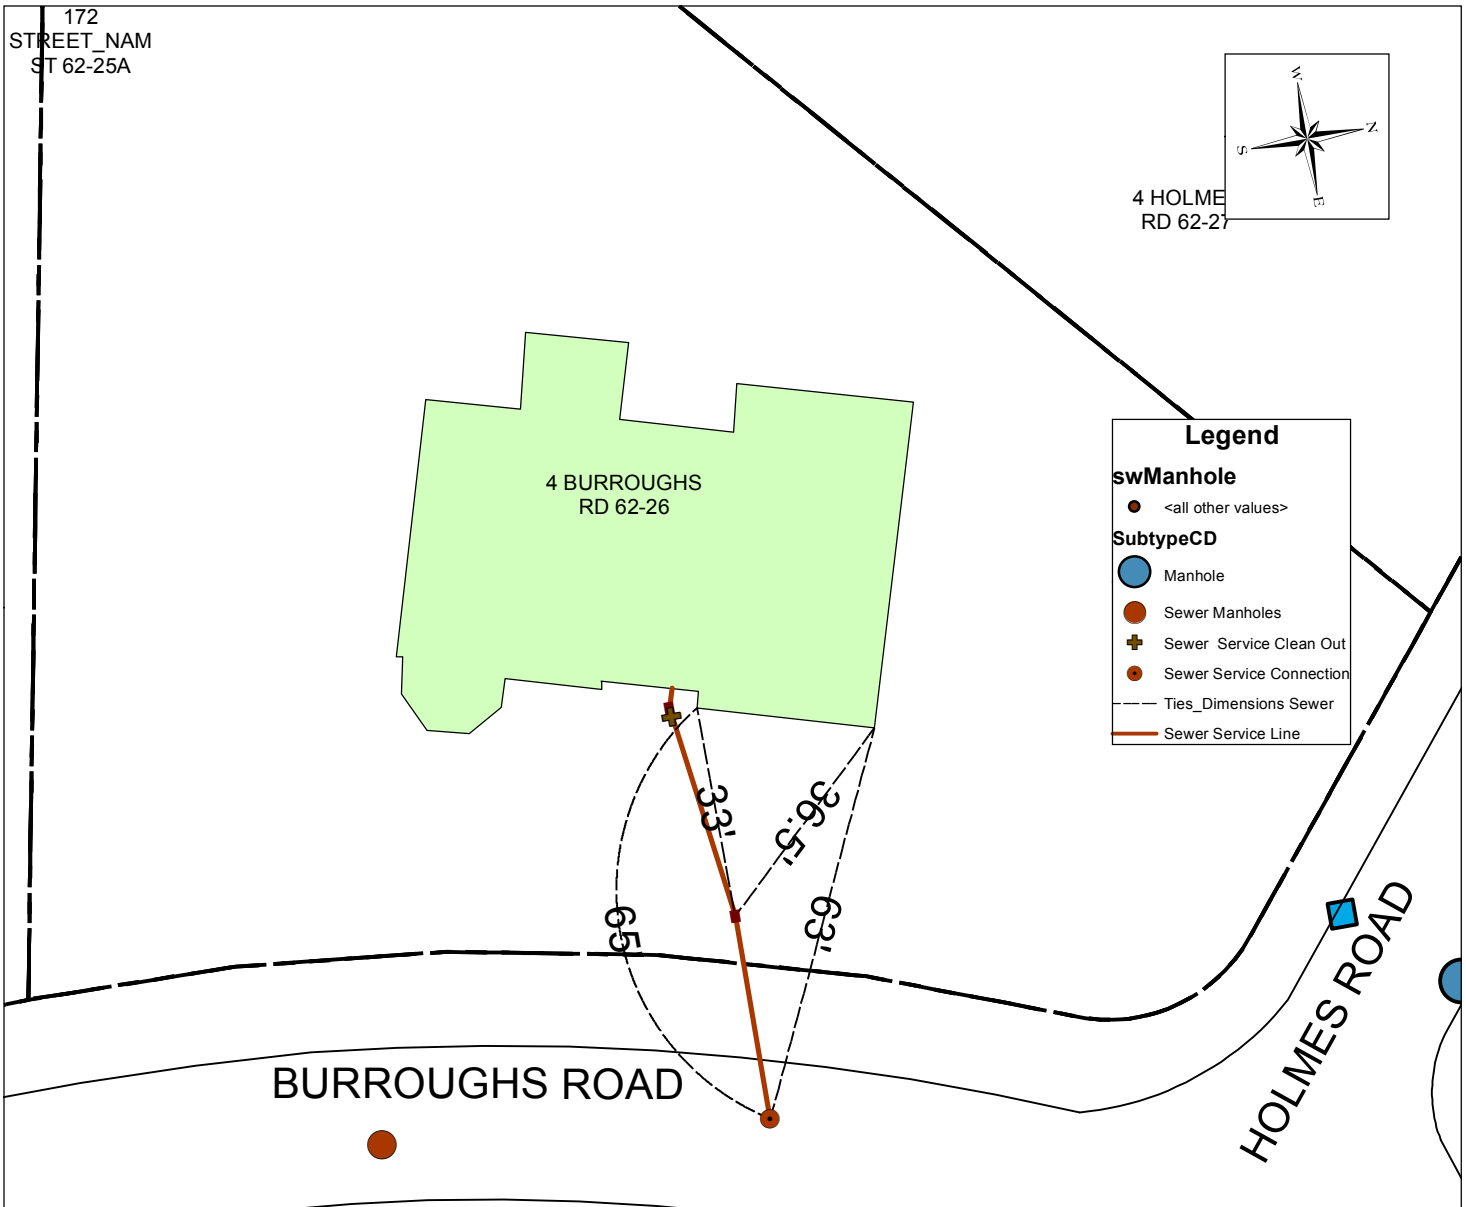 172
STREET_NAM
ST 62-25A
W
N
S
E
4 HOLME
RD 62-27
4 BURROUGHS
RD 62-26
Legend
swManhole
<all other values>
SubtypeCD
Manhole
Sewer Manholes
Sewer Service Clean Out
Sewer Service Connection
Ties_Dimensions Sewer
Sewer Service Line
33'
36.5'
65'
63'
BURROUGHS ROAD
HOLMES ROAD